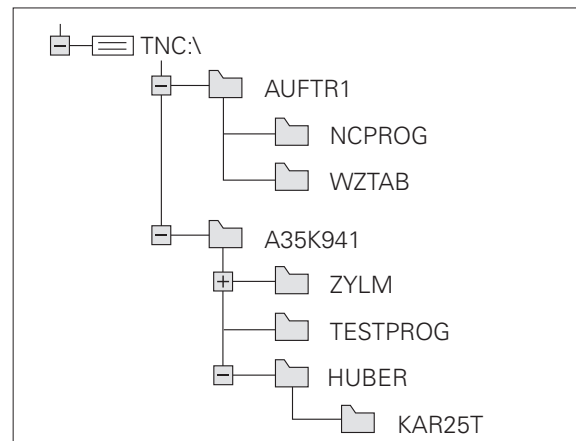 TNC:\
AUFTR1
NCPROG
WZTAB
A35K941
ZYLM
TESTPROG
HUBER
KAR25T